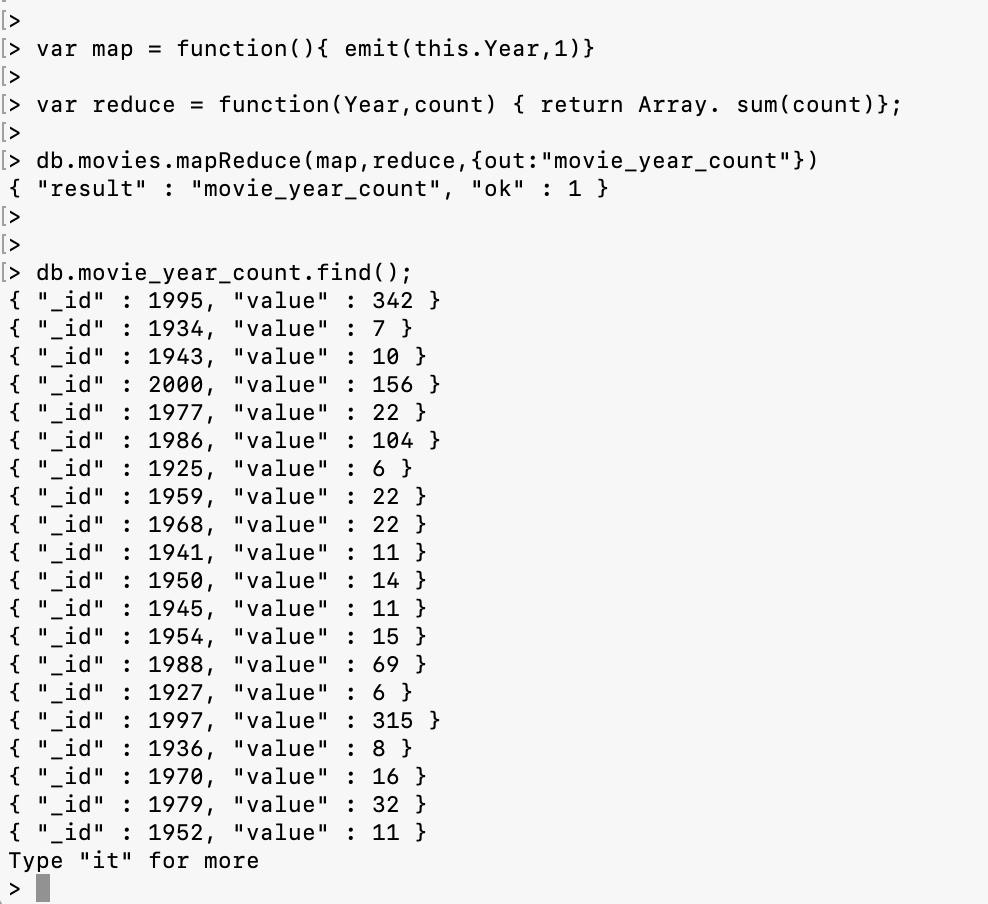 [>
[> var map = function(){ emit(this.Year,1)}
[>
[> var reduce = function(Year,count) { return Array. sum(count)};
[>
[> db.movies.mapReduce(map,reduce,{out:"movie_year_count"})
{ "result" : "movie_year_count", "ok" : 1 }
[>
[>
[> db.movie_year_count.find();
{ "_id" : 1995, "value" : 342 }
{ "_id" : 1934, "value" : 7 }
{ "_id" : 1943, "value" : 10 }
{ "_id" : 2000, "value" : 156 }
{ "_id" : 1977, "value" : 22 }
{ "_id" : 1986, "value" : 104 }
{ "_id" : 1925, "value" : 6 }
{ "_id" : 1959, "value" : 22 }
{ "_id" : 1968, "value" : 22 }
{ "_id" : 1941, "value" : 11 }
{ "_id" : 1950, "value" : 14 }
{ "_id" : 1945, "value" : 11 }
{ "_id" : 1954, "value" : 15 }
{ "_id" : 1988, "value" : 69 }
{ "_id" : 1927, "value" : 6 }
{ "_id" : 1997, "value" : 315 }
{ "_id" : 1936, "value" : 8 }
{ "_id" : 1970, "value" : 16 }
{ "_id" : 1979, "value" : 32 }
{ "_id" : 1952, "value" : 11 }
Type "it" for more
>